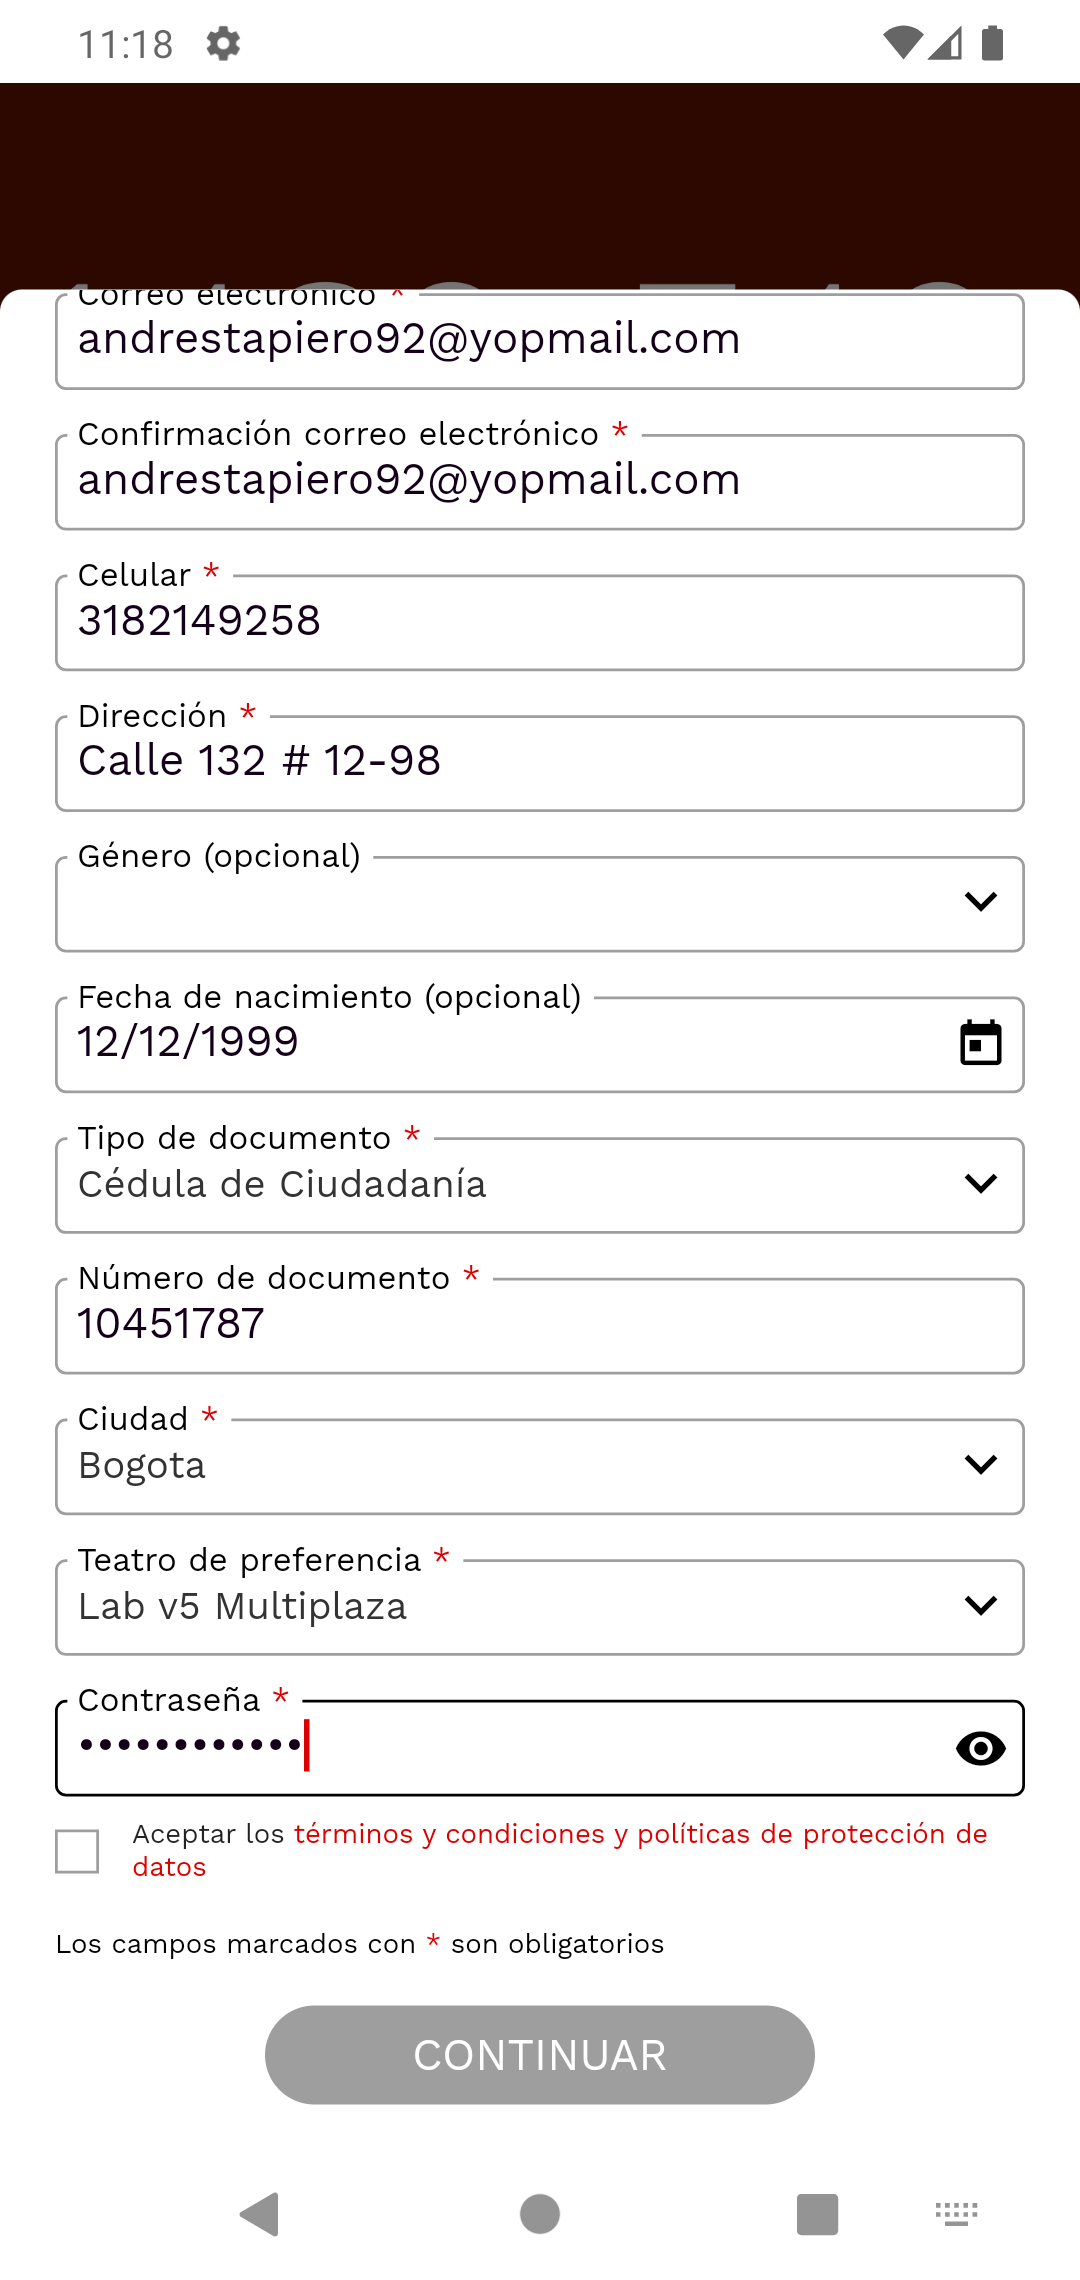 11:18
Correo electrónico *
andrestapiero92@yopmail.com
Confirmación correo electrónico *
andrestapiero92@yopmail.com
Celular *
3182149258
Dirección *
Calle 132 # 12-98
Género (opcional)
Fecha de nacimiento (opcional)
12/12/1999
Tipo de documento *
Cédula de Ciudadanía
Número de documento *
10451787
Ciudad *
Bogota
Teatro de preferencia *
Lab v5 Multiplaza
Contraseña *
••••••••••••
Aceptar los términos y condiciones y políticas de protección de
datos
Los campos marcados con * son obligatorios
CONTINUAR